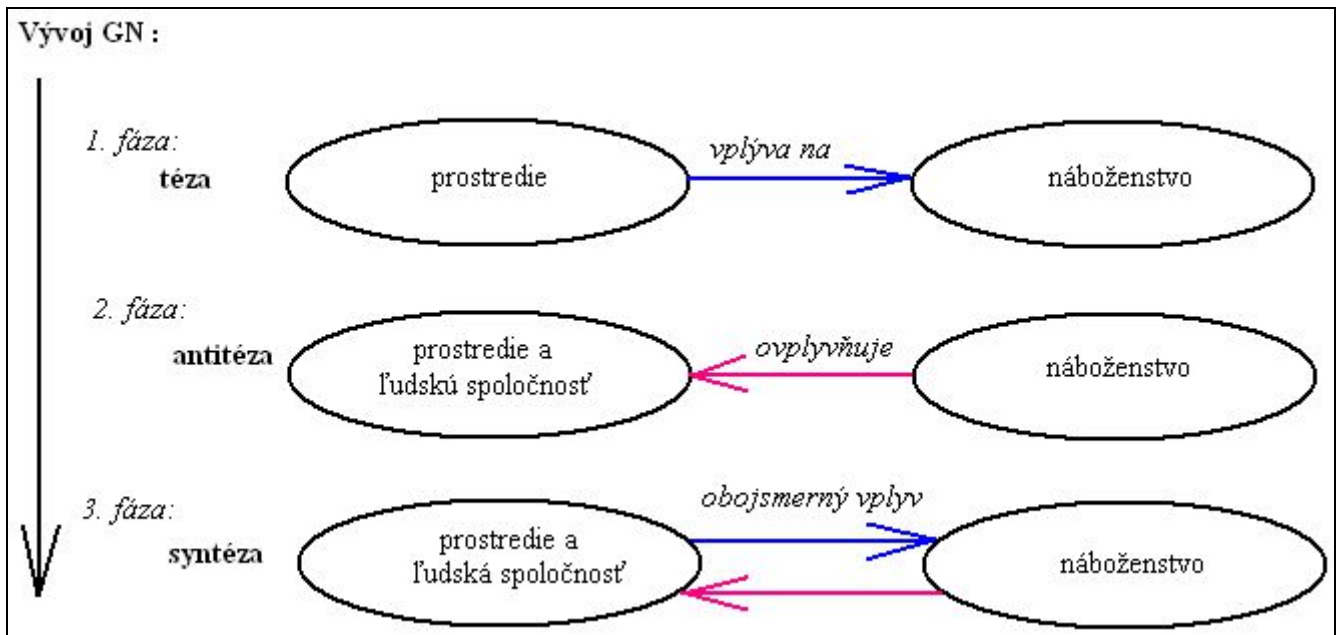 Vývoj GN :
1. fáza:
téza
prostredie
vplýva na
náboženstvo
2. fáza:
antitéza
prostredie a
ľudskú spoločnosť
ovplyvňuje
náboženstvo
3. fáza:
syntéza
prostredie a
ľudská spoločnosť
obojsmerný vplyv
náboženstvo